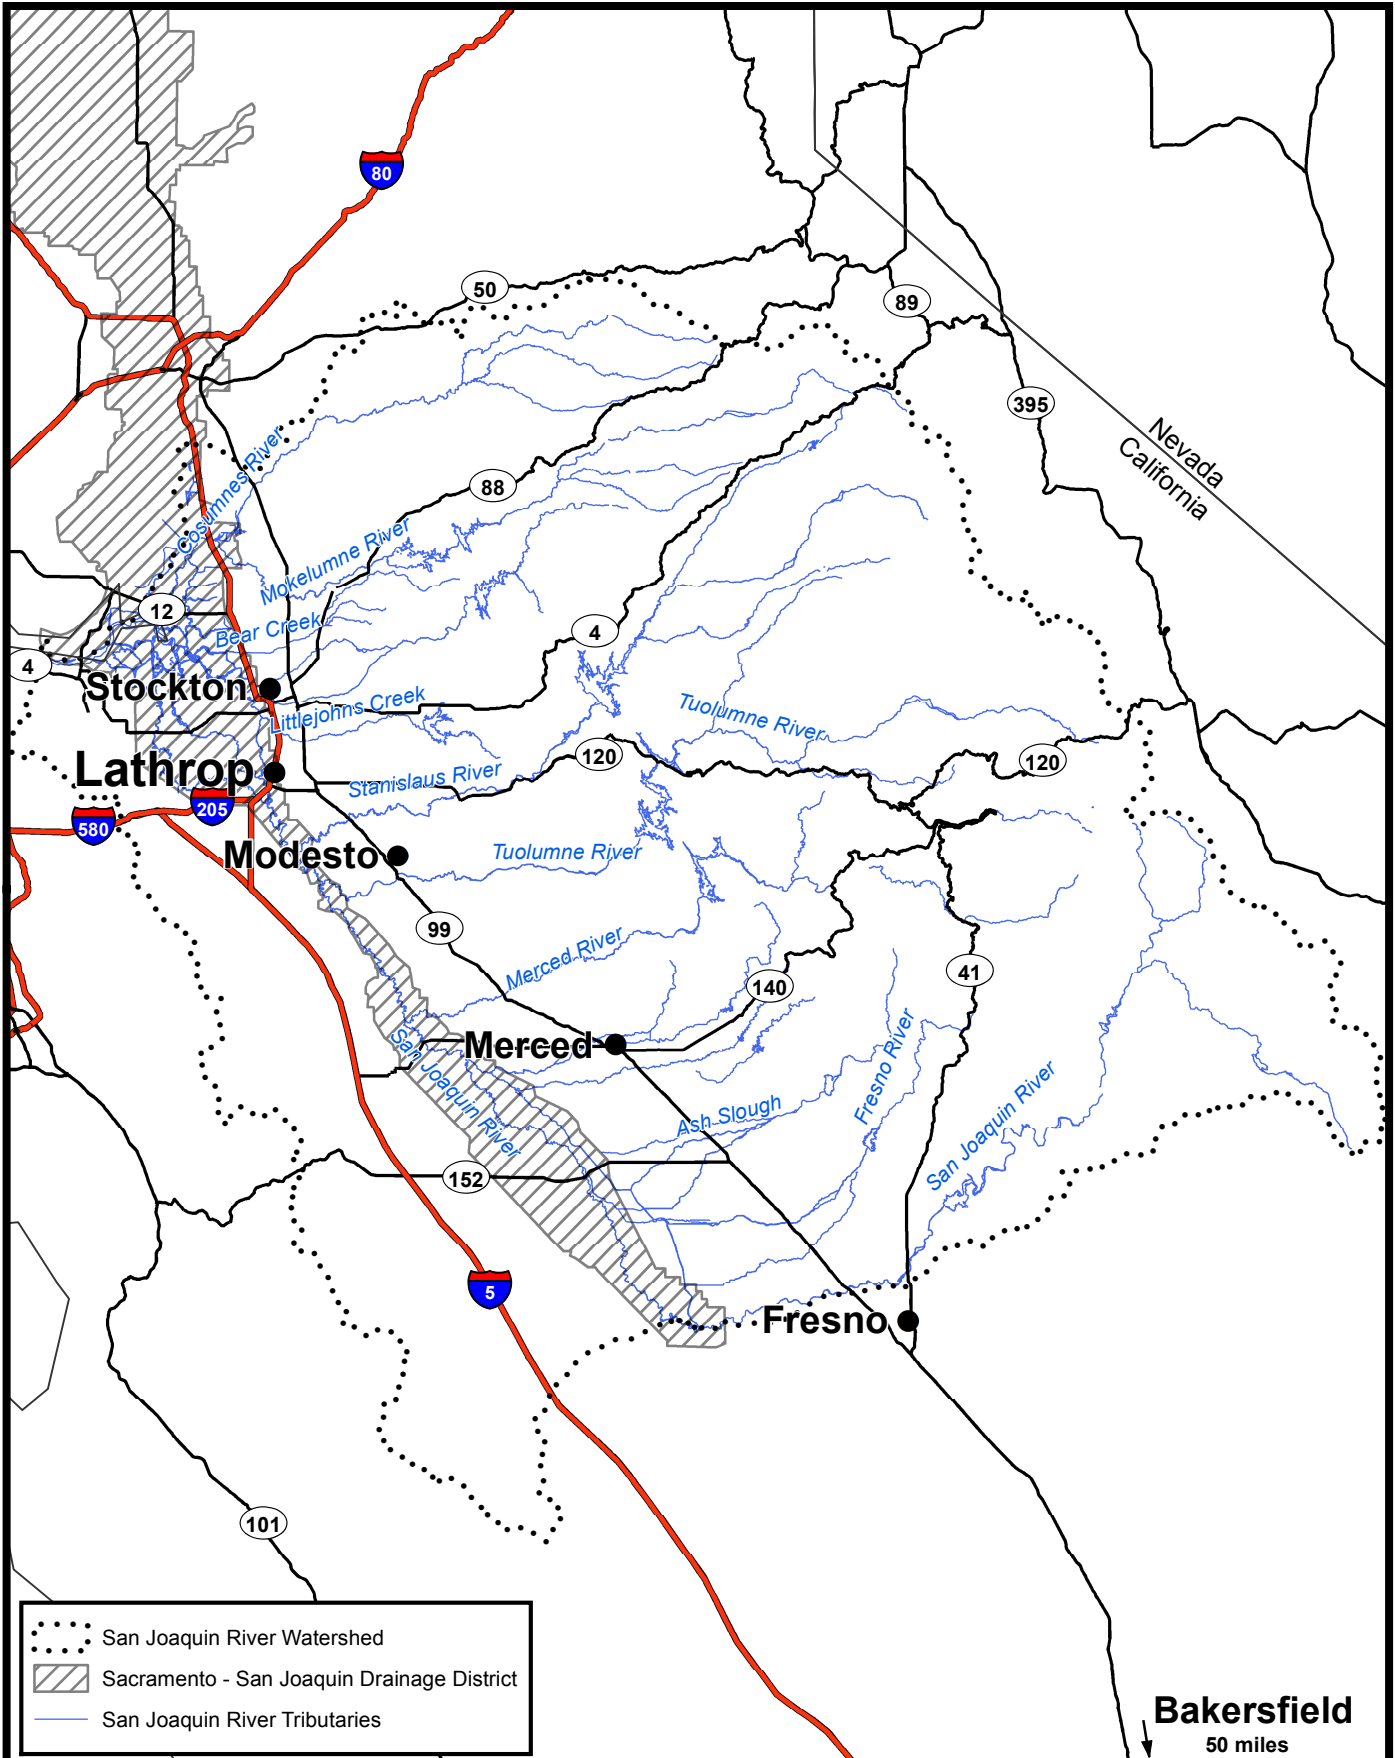 80
50
89
395
Nevada
California
Cosumnes River
88
Mokelumne River
12
Bear Creek
4
4
Stockton
Littlejohns Creek
Tuolumne River
Lathrop
120
120
Stanislaus River
205
580
Modesto
Tuolumne River
99
Merced River
140
41
San Joaquin River
Merced
Fresno River
Ash Slough
San Joaquin River
152
5
Fresno
101
San Joaquin River Watershed
Sacramento - San Joaquin Drainage District
San Joaquin River Tributaries
Bakersfield
50 miles